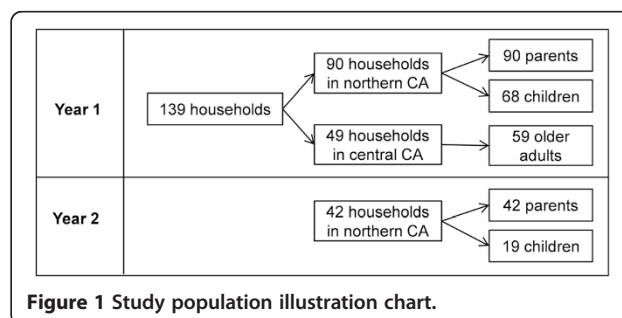 Year 1
139 households
90 households
in northern CA
90 parents
68 children
49 households
in central CA
59 older
adults
Year 2
42 households
in northern CA
42 parents
19 children
Figure 1 Study population illustration chart.